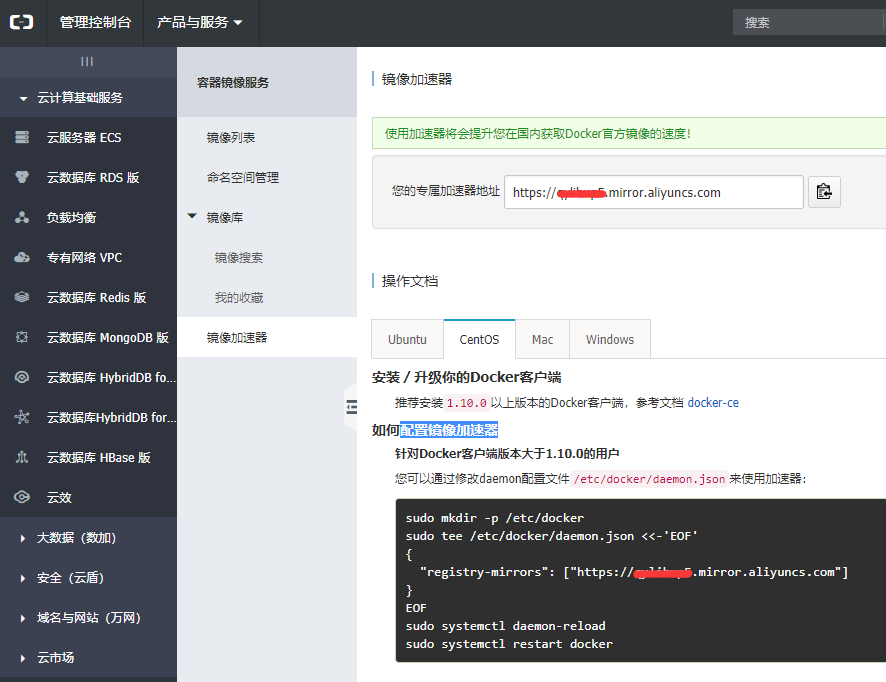 管理控制台
产品与服务
搜索
云计算基础服务
云服务器 ECS
云数据库 RDS 版
负载均衡
专有网络 VPC
云数据库 Redis 版
云数据库 MongoDB 版
云数据库 HybridDB fo...
云数据库HybridDB for...
云数据库 HBase 版
云效
大数据（数加）
安全（云盾）
域名与网站（万网）
云市场
容器镜像服务
镜像列表
命名空间管理
镜像库
镜像搜索
我的收藏
镜像加速器
镜像加速器
使用加速器将会提升您在国内获取Docker官方镜像的速度！
您的专属加速器地址
https://.mirror.aliyuncs.com
操作文档
Ubuntu
CentOS
Mac
Windows
安装 / 升级你的Docker客户端
推荐安装 1.10.0 以上版本的Docker客户端，参考文档 docker-ce
如何配置镜像加速器
针对Docker客户端版本大于1.10.0的用户
您可以通过修改daemon配置文件 /etc/docker/daemon.json 来使用加速器：
sudo mkdir -p /etc/docker
sudo tee /etc/docker/daemon.json <<-'EOF'
{
"registry-mirrors": ["https://.mirror.aliyuncs.com"]
}
EOF
sudo systemctl daemon-reload
sudo systemctl restart docker